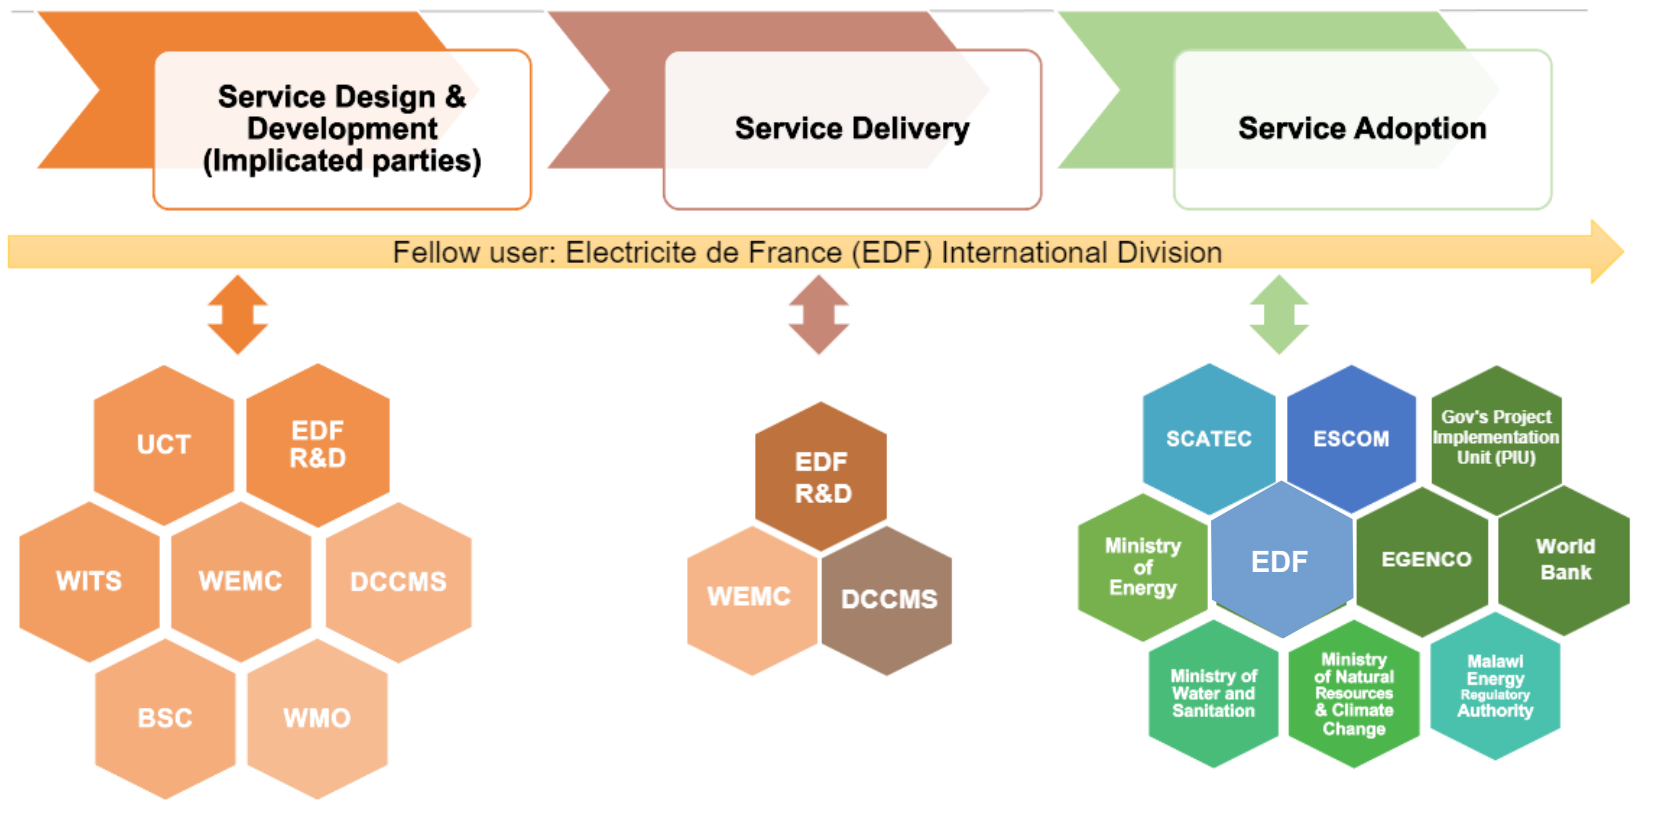 Service Design &
Development
(Implicated parties)
Service Delivery
Service Adoption
Fellow user: Electricite de France (EDF) International Division
UCT
EDF
R&D
WITS
WEMC
DCCMS
BSC
WMO
EDF
R&D
WEMC
DCCMS
SCATEC
ESCOM
Gov's Project
Implementation
Unit (PIU)
Ministry
of
Energy
EDF
EGENCO
World
Bank
Ministry of
Water and
Sanitation
Ministry
of Natural
Resources
& Climate
Change
Malawi
Energy
Regulatory
Authority